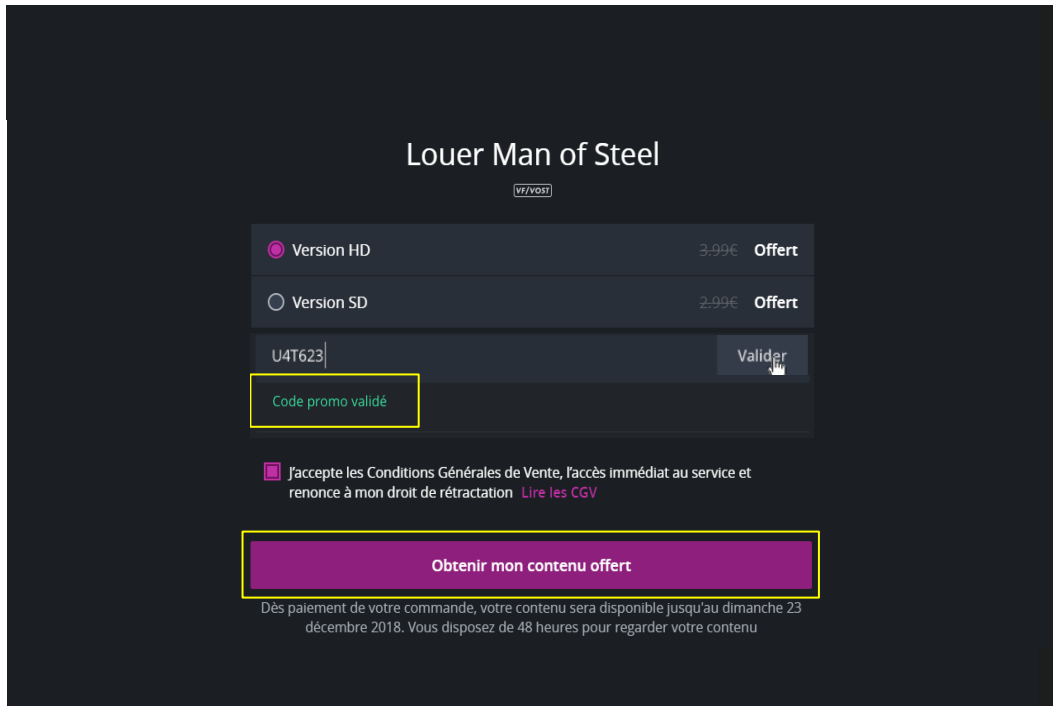 Louer Man of Steel
VF/VOST
Version HD 3.99€ Offert
Version SD 2.99€ Offert
U4T623 Valider
Code promo validé
J'accepte les Conditions Générales de Vente, l'accès immédiat au service et
renonce à mon droit de rétractation Lire les CGV
Obtenir mon contenu offert
Dès paiement de votre commande, votre contenu sera disponible jusqu'au dimanche 23
décembre 2018. Vous disposez de 48 heures pour regarder votre contenu